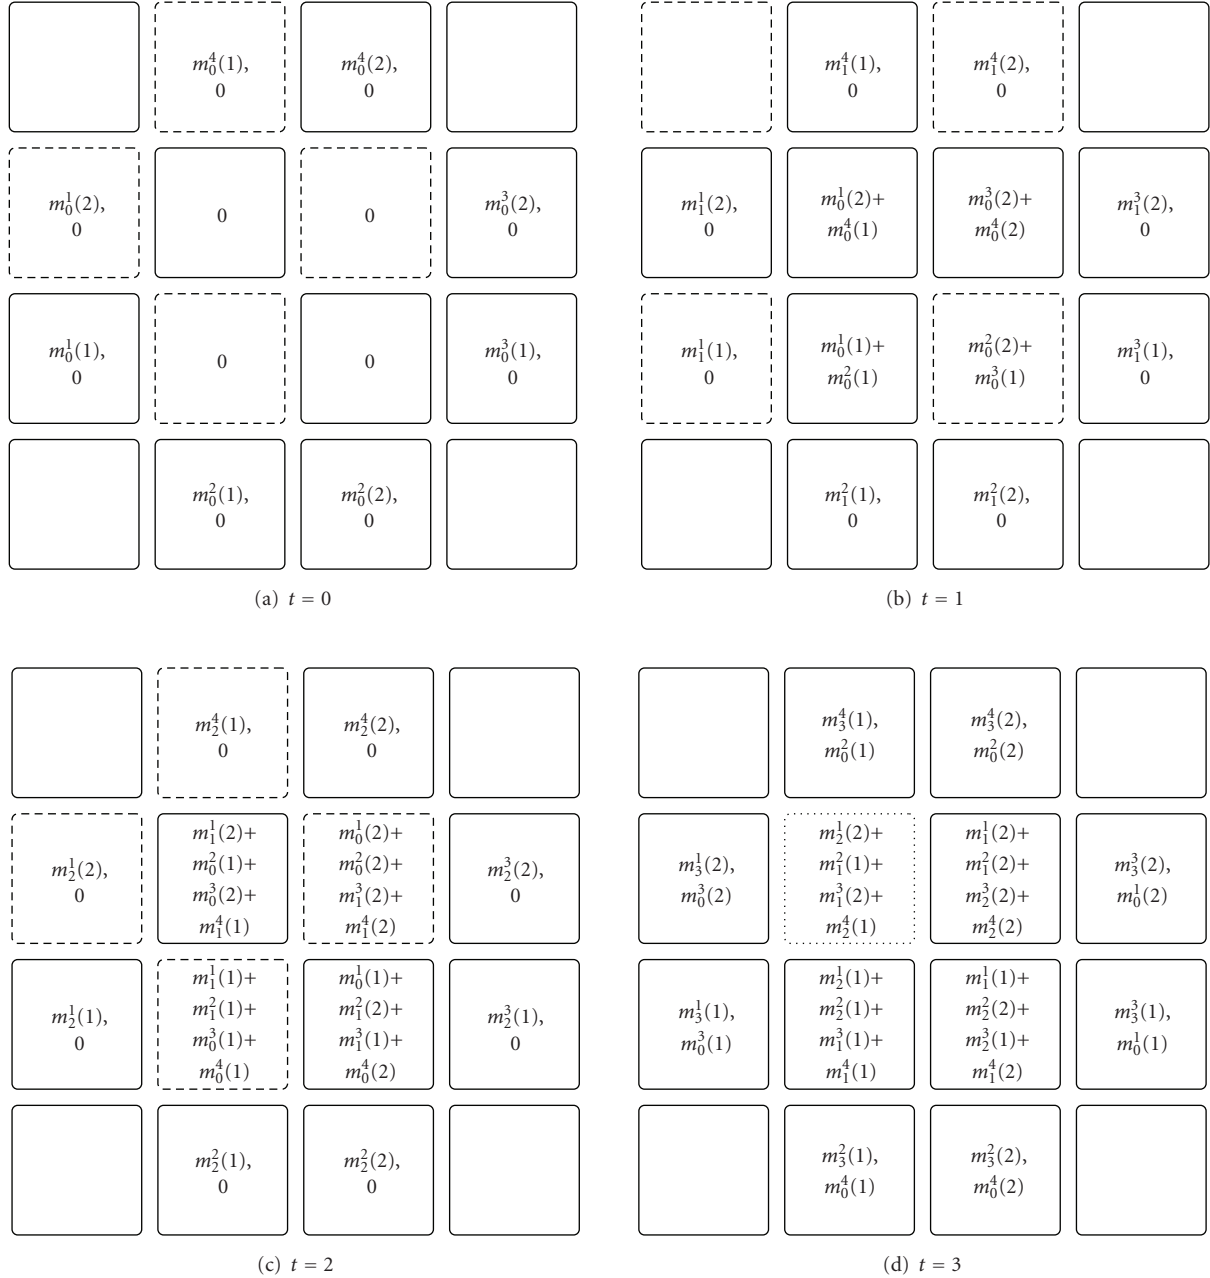 m_0^4(1), m_0^4(2),
0 0
m_0^1(2), m_0^3(2),
0 0 0 0
m_0^1(1), m_0^3(1),
0 0 0 0
m_0^2(1), m_0^2(2),
0 0
(a) t = 0
m_1^4(1), m_1^4(2),
0 0
m_1^1(2), m_0^1(2)+ m_0^3(2)+ m_1^3(2),
0 m_0^4(1) m_0^4(2) 0
m_1^1(1), m_0^1(1)+ m_0^2(2)+ m_1^3(1),
0 m_0^2(1) m_0^3(1) 0
m_1^2(1), m_1^2(2),
0 0
(b) t = 1
m_2^4(1), m_2^4(2),
0 0
m_1^1(2)+ m_0^1(2)+
m_2^1(2), m_0^2(1)+ m_0^2(2)+ m_2^3(2),
0 m_0^3(2)+ m_1^3(2)+ 0
m_1^4(1) m_1^4(2)
m_1^1(1)+ m_0^1(1)+
m_2^1(1), m_1^2(1)+ m_1^2(2)+ m_2^3(1),
0 m_0^3(1)+ m_1^3(1)+ 0
m_0^4(1) m_0^4(2)
m_2^2(1), m_2^2(2),
0 0
(c) t = 2
m_3^4(1), m_3^4(2),
m_0^2(1) m_0^2(2)
m_2^1(2)+ m_1^1(2)+
m_3^1(2), m_1^2(1)+ m_1^2(2)+ m_3^3(2),
m_0^3(2) m_1^3(2)+ m_2^3(2)+ m_0^1(2)
m_2^4(1) m_2^4(2)
m_2^1(1)+ m_1^1(1)+
m_3^1(1), m_2^2(1)+ m_2^2(2)+ m_3^3(1),
m_0^3(1) m_1^3(1)+ m_2^3(1)+ m_0^1(1)
m_1^4(1) m_1^4(2)
m_3^2(1), m_3^2(2),
m_0^4(1) m_0^4(2)
(d) t = 3